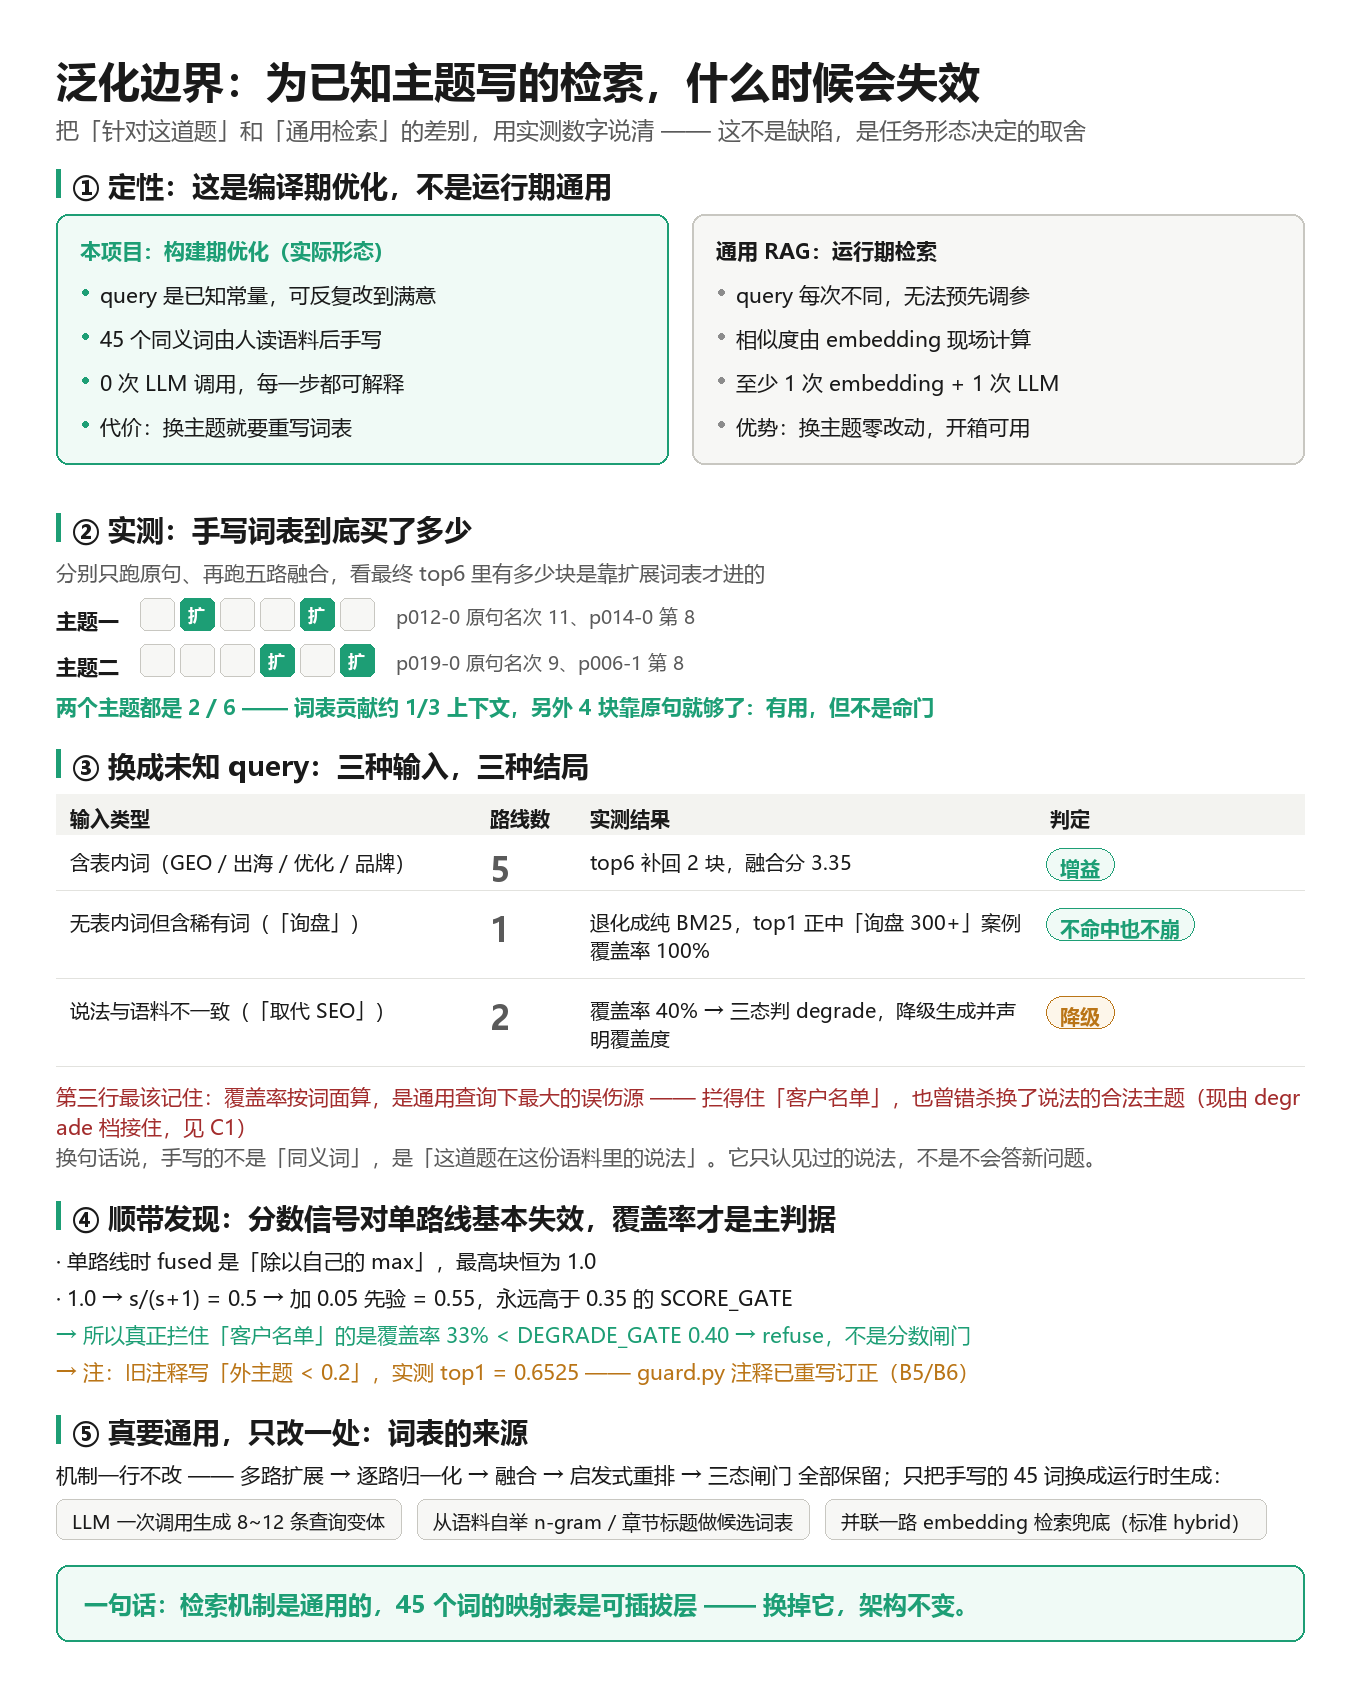 泛化边界：为已知主题写的检索，什么时候会失效
把「针对这道题」和「通用检索」的差别，用实测数字说清 —— 这不是缺陷，是任务形态决定的取舍
① 定性：这是编译期优化，不是运行期通用
本项目：构建期优化（实际形态）
• query 是已知常量，可反复改到满意
• 45 个同义词由人读语料后手写
• 0 次 LLM 调用，每一步都可解释
• 代价：换主题就要重写词表
通用 RAG：运行期检索
• query 每次不同，无法预先调参
• 相似度由 embedding 现场计算
• 至少 1 次 embedding + 1 次 LLM
• 优势：换主题零改动，开箱可用
② 实测：手写词表到底买了多少
分别只跑原句、再跑五路融合，看最终 top6 里有多少块是靠扩展词表才进的
主题一 扩 扩 p012-0 原句名次 11、p014-0 第 8
主题二 扩 扩 p019-0 原句名次 9、p006-1 第 8
两个主题都是 2 / 6 —— 词表贡献约 1/3 上下文，另外 4 块靠原句就够了：有用，但不是命门
③ 换成未知 query：三种输入，三种结局
输入类型 路线数 实测结果 判定
含表内词（GEO / 出海 / 优化 / 品牌） 5 top6 补回 2 块，融合分 3.35 增益
无表内词但含稀有词（「询盘」） 1 退化成纯 BM25，top1 正中「询盘 300+」案例 不命中也不崩
覆盖率 100%
说法与语料不一致（「取代 SEO」） 2 覆盖率 40% → 三态判 degrade，降级生成并声 降级
明覆盖度
第三行最该记住：覆盖率按词面算，是通用查询下最大的误伤源 —— 拦得住「客户名单」，也曾错杀换了说法的合法主题（现由 degr
ade 档接住，见 C1）
换句话说，手写的不是「同义词」，是「这道题在这份语料里的说法」。它只认见过的说法，不是不会答新问题。
④ 顺带发现：分数信号对单路线基本失效，覆盖率才是主判据
· 单路线时 fused 是「除以自己的 max」，最高块恒为 1.0
· 1.0 → s/(s+1) = 0.5 → 加 0.05 先验 = 0.55，永远高于 0.35 的 SCORE_GATE
→ 所以真正拦住「客户名单」的是覆盖率 33% < DEGRADE_GATE 0.40 → refuse，不是分数闸门
→ 注：旧注释写「外主题 < 0.2」，实测 top1 = 0.6525 —— guard.py 注释已重写订正（B5/B6）
⑤ 真要通用，只改一处：词表的来源
机制一行不改 —— 多路扩展 → 逐路归一化 → 融合 → 启发式重排 → 三态闸门 全部保留；只把手写的 45 词换成运行时生成：
LLM 一次调用生成 8~12 条查询变体
从语料自举 n-gram / 章节标题做候选词表
并联一路 embedding 检索兜底（标准 hybrid）
一句话：检索机制是通用的，45 个词的映射表是可插拔层 —— 换掉它，架构不变。